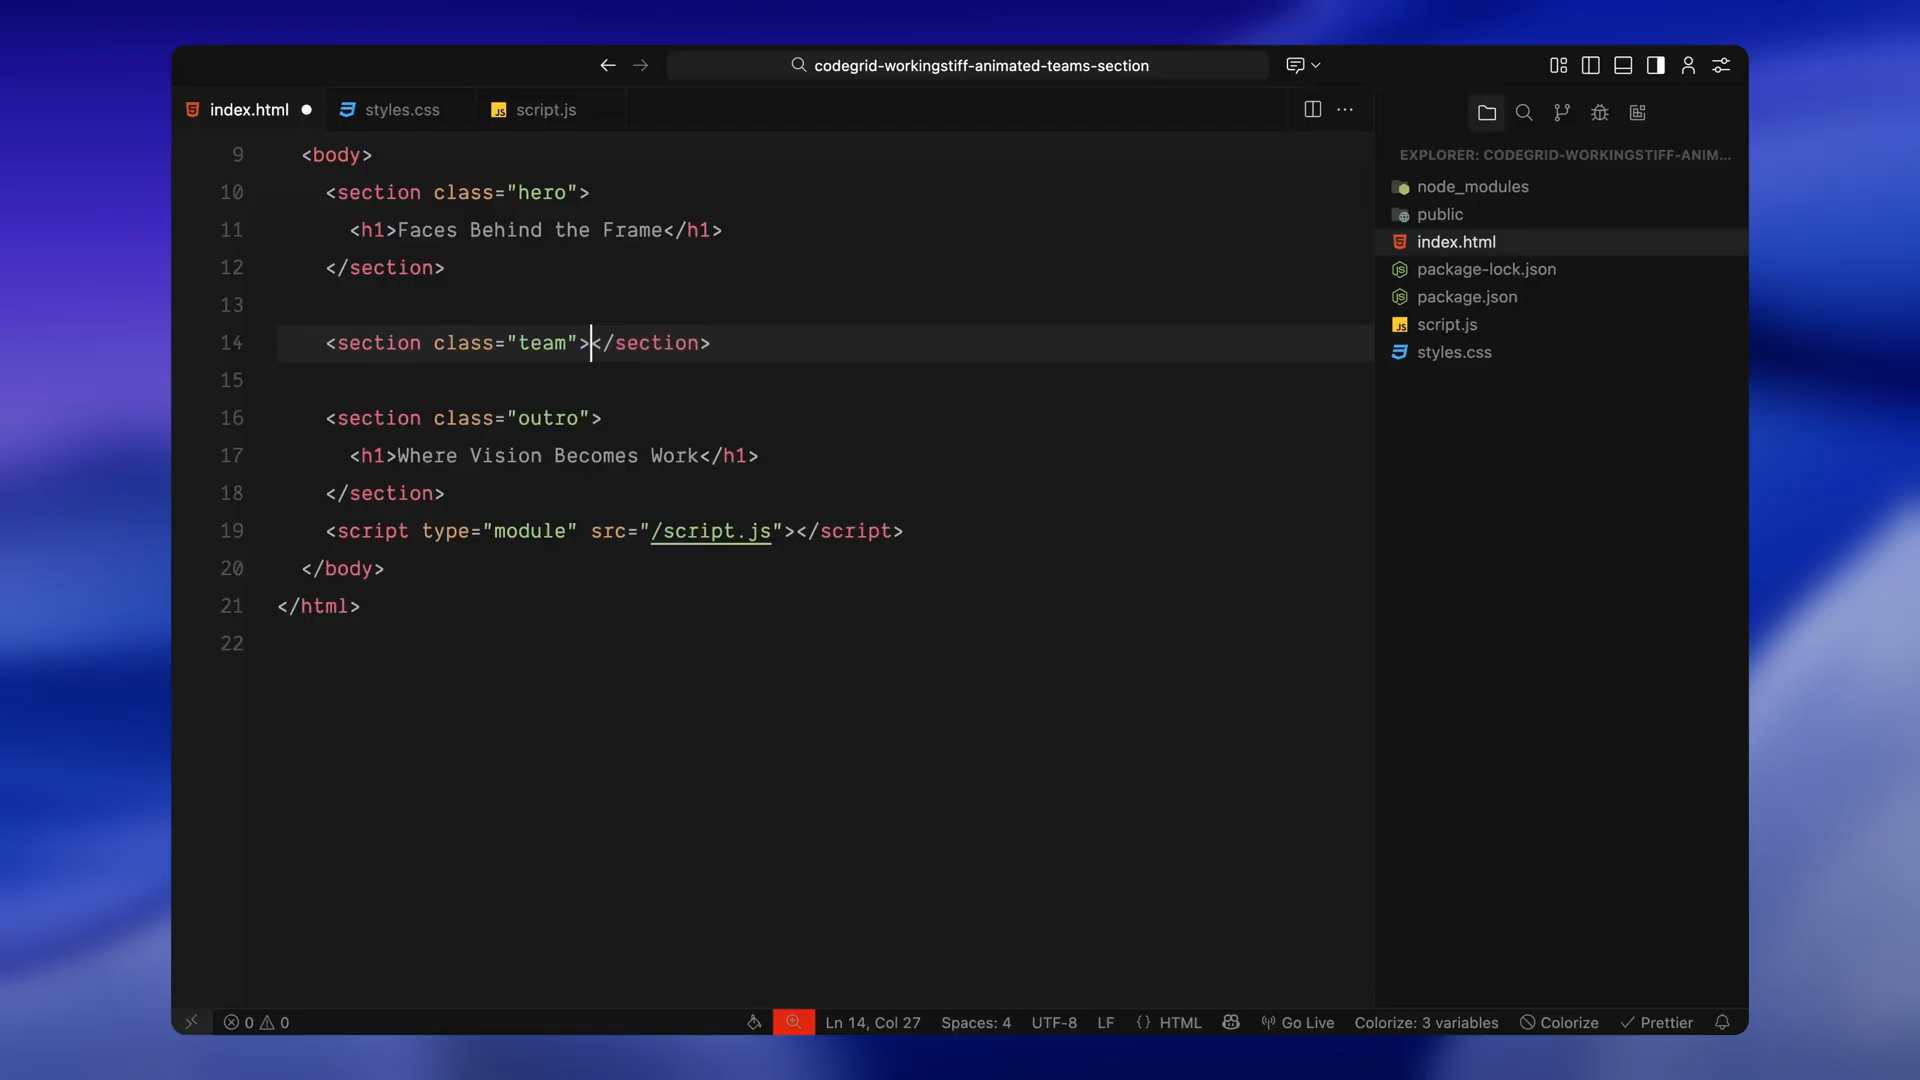 codegrid-workingstiff-animated-teams-section
index.html
styles.css
JS script.js
EXPLORER: CODEGRID-WORKINGSTIFF-ANIM...
9 <body>
10 <section class="hero">
11 <h1>Faces Behind the Frame</h1>
12 </section>
13
14 <section class="team"></section>
15
16 <section class="outro">
17 <h1>Where Vision Becomes Work</h1>
18 </section>
19 <script type="module" src="/script.js"></script>
20 </body>
21 </html>
22
node_modules
public
index.html
package-lock.json
package.json
JS script.js
styles.css
0 0
Ln 14, Col 27
Spaces: 4
UTF-8
LF
{} HTML
Go Live
Colorize: 3 variables
Colorize
Prettier